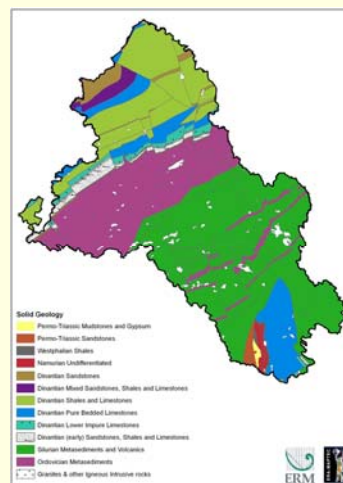 Solid Geology
Permo-Triassic Mudstones and Gypsum
Permo-Triassic Sandstones
Westphalian Shales
Namurian Undifferentiated
Dinantian Sandstones
Dinantian Mixed Sandstones, Shales and Limestones
Dinantian Shales and Limestones
Dinantian Pure Bedded Limestones
Dinantian Lower Impure Limestones
Dinantian (early) Sandstones, Shales and Limestones
Silurian Metasediments and Volcanics
Ordovician Metasediments
Granites & other Igneous Intrusive rocks
ERM